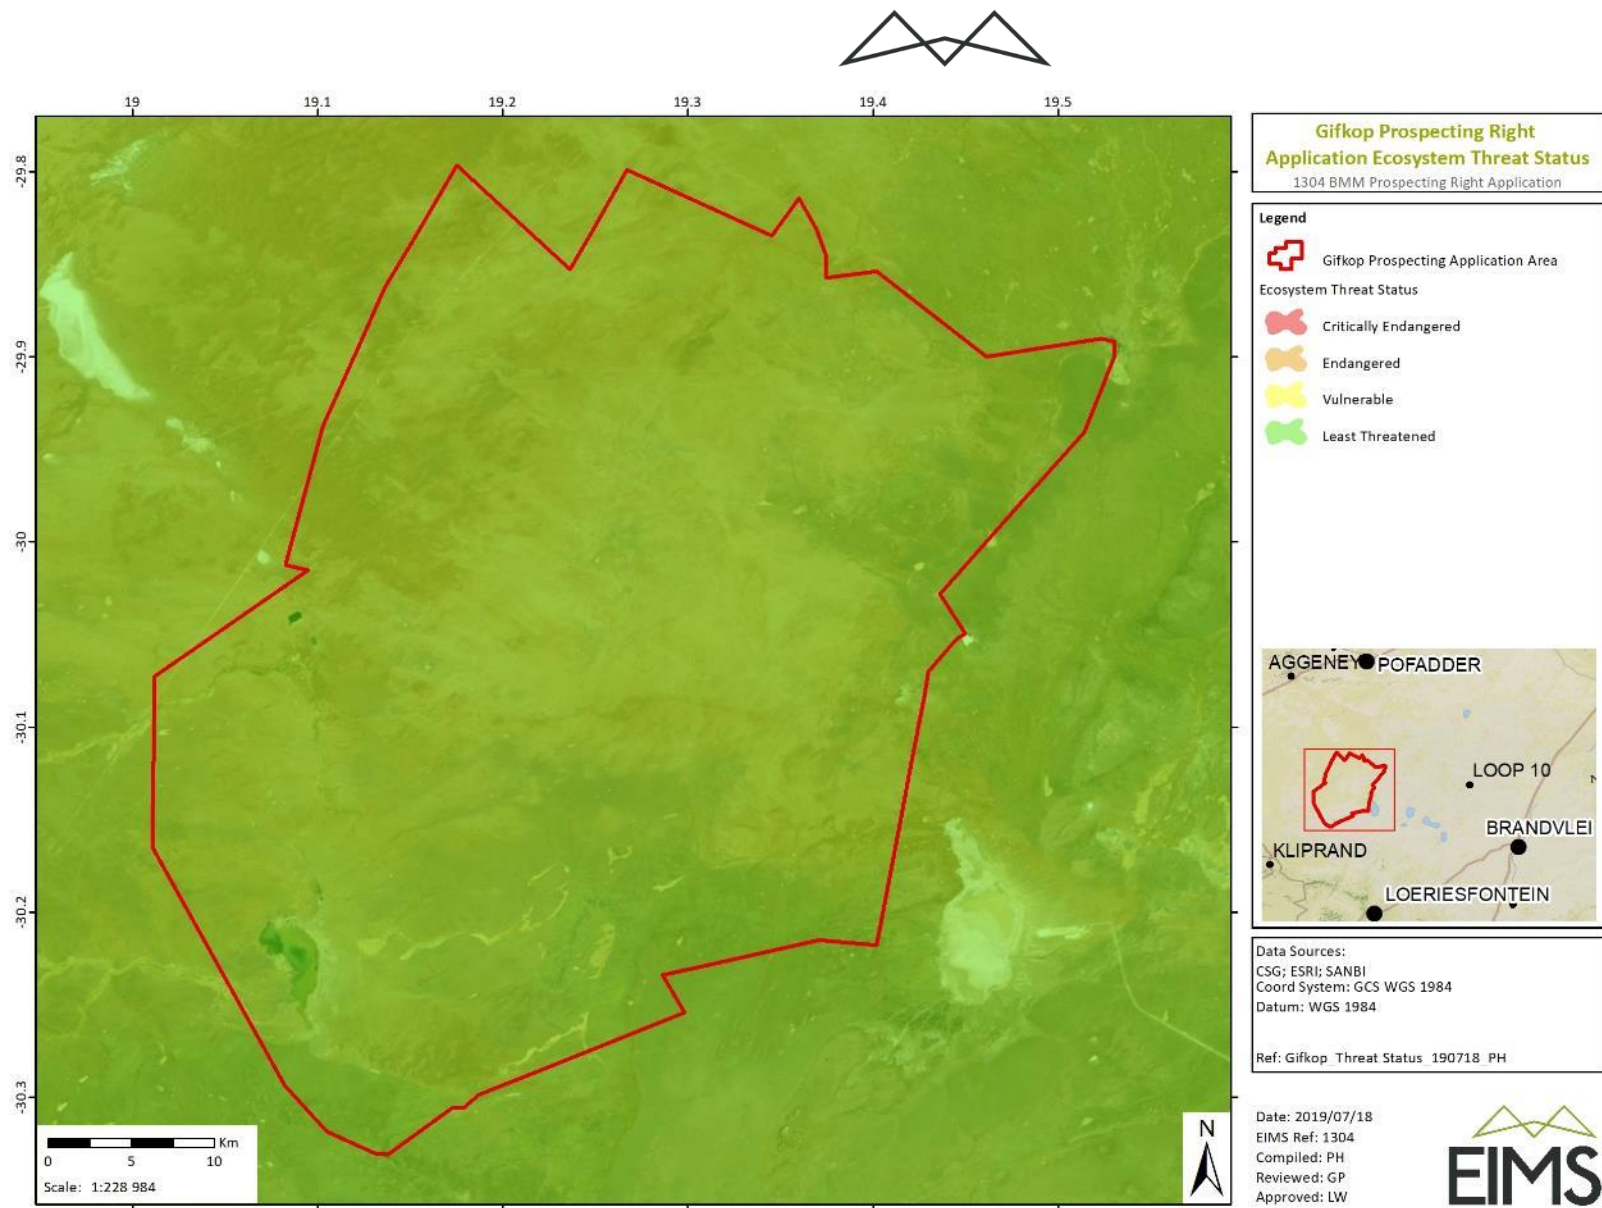 19
19.1
19.2
19.3
19.4
19.5
-29.8
-29.9
-30
-30.1
-30.2
-30.3
Km
0 5 10
Scale: 1:228 984
N
Gifkop Prospecting Right
Application Ecosystem Threat Status
1304 BMM Prospecting Right Application
Legend
Gifkop Prospecting Application Area
Ecosystem Threat Status
Critically Endangered
Endangered
Vulnerable
Least Threatened
AGGENEY
POFADDER
LOOP 10
BRANDVLEI
KLIPRAND
LOERIESFONTEIN
Data Sources:
CSG; ESRI; SANBI
Coord System: GCS WGS 1984
Datum: WGS 1984
Ref: Gifkop_Threat Status_190718_PH
Date: 2019/07/18
EIMS Ref: 1304
Compiled: PH
Reviewed: GP
Approved: LW
EIMS